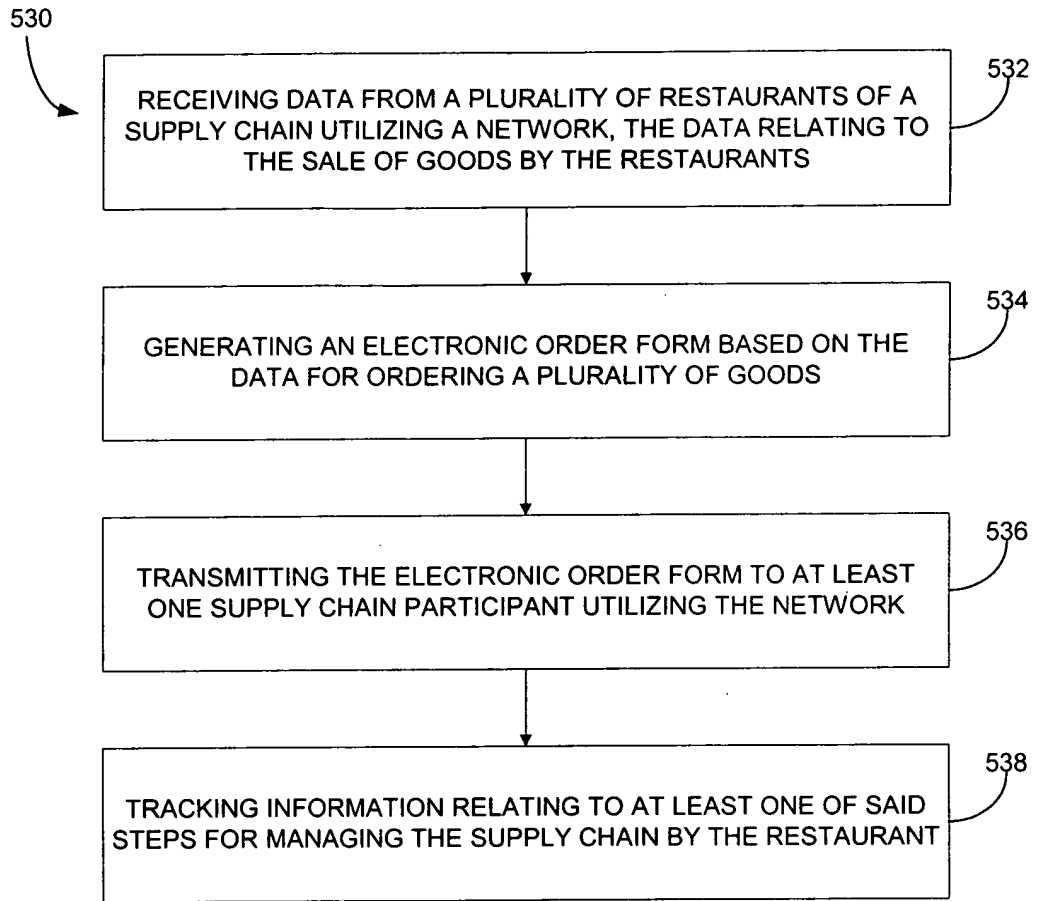 530
532
RECEIVING DATA FROM A PLURALITY OF RESTAURANTS OF A
SUPPLY CHAIN UTILIZING A NETWORK, THE DATA RELATING TO
THE SALE OF GOODS BY THE RESTAURANTS
534
GENERATING AN ELECTRONIC ORDER FORM BASED ON THE
DATA FOR ORDERING A PLURALITY OF GOODS
536
TRANSMITTING THE ELECTRONIC ORDER FORM TO AT LEAST
ONE SUPPLY CHAIN PARTICIPANT UTILIZING THE NETWORK
538
TRACKING INFORMATION RELATING TO AT LEAST ONE OF SAID
STEPS FOR MANAGING THE SUPPLY CHAIN BY THE RESTAURANT